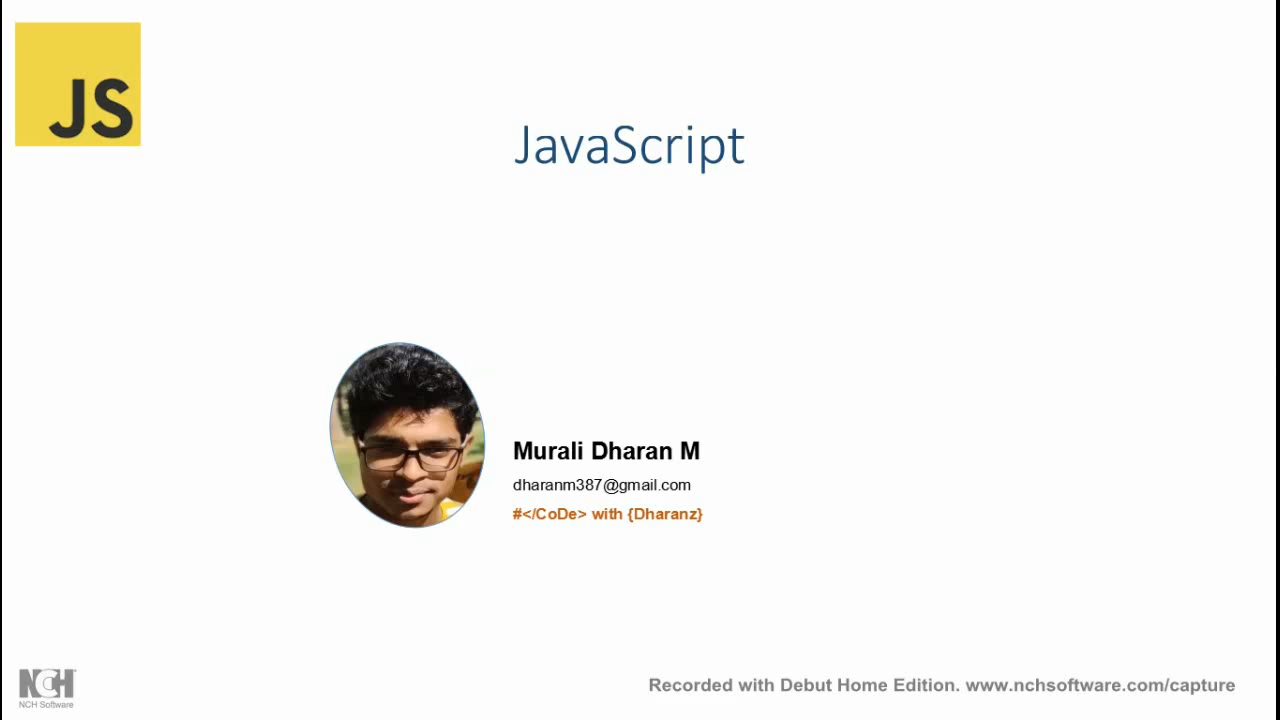 JS
JavaScript
Murali Dharan M
dharanm387@gmail.com
#</CoDe> with {Dharanz}
NCH
NCH Software
Recorded with Debut Home Edition. www.nchsoftware.com/capture